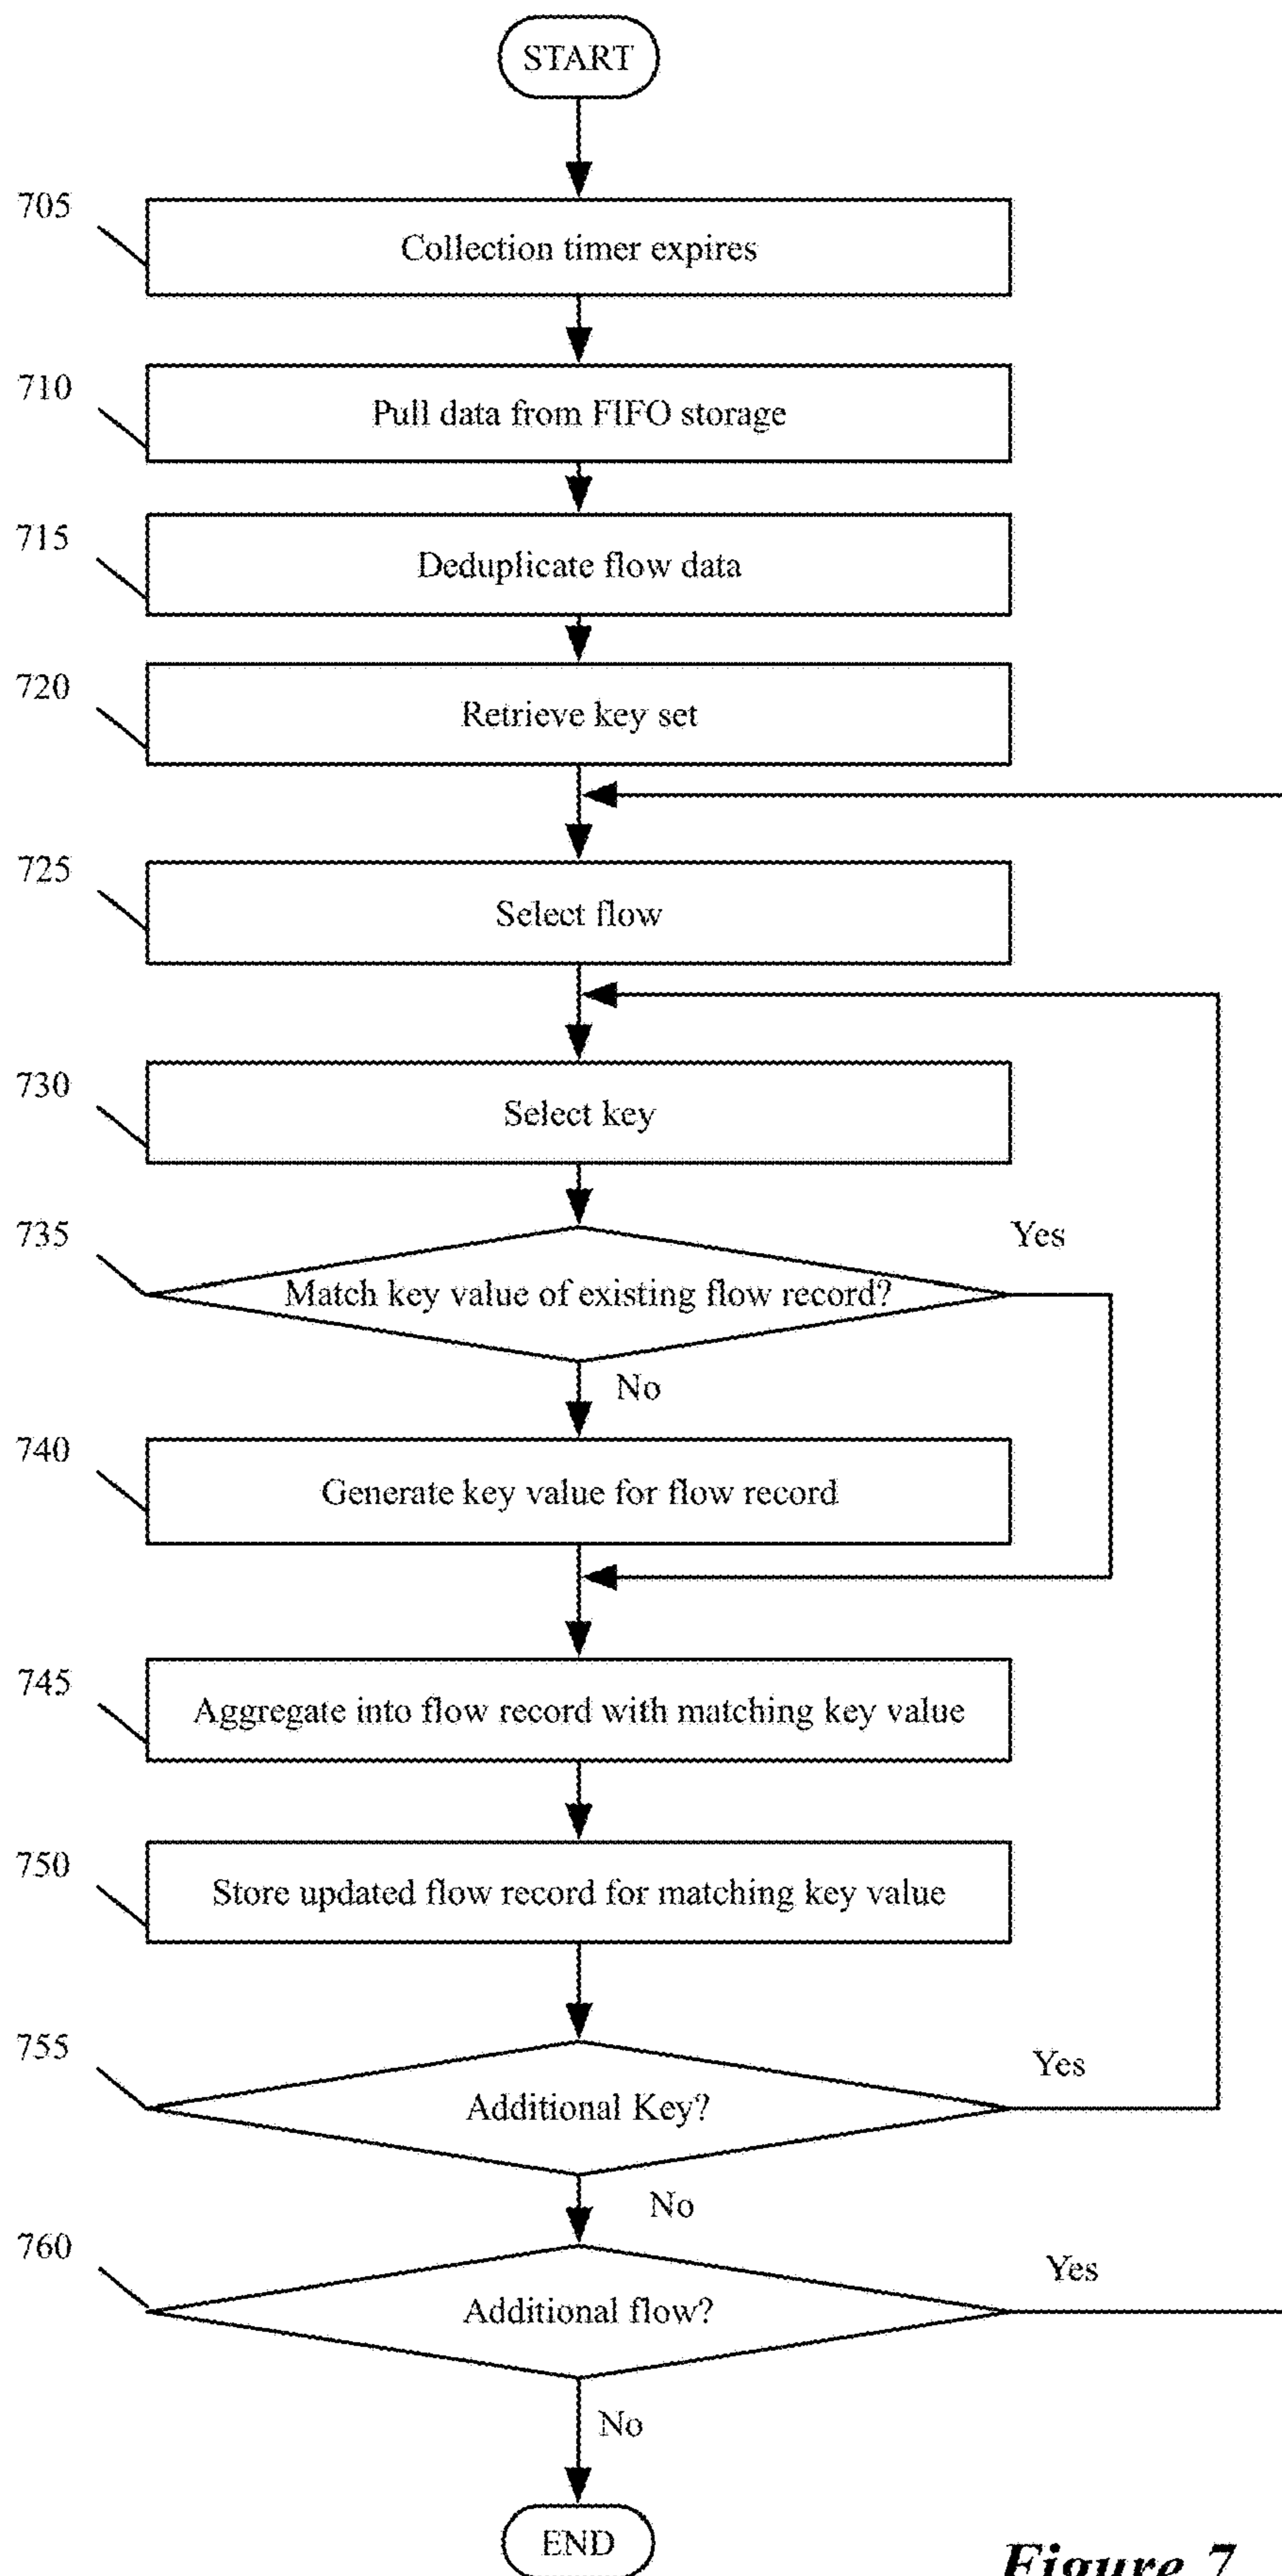 START
705
Collection timer expires
710
Pull data from FIFO storage
715
Deduplicate flow data
720
Retrieve key set
725
Select flow
730
Select key
735
Yes
Match key value of existing flow record?
No
740
Generate key value for flow record
745
Aggregate into flow record with matching key value
750
Store updated flow record for matching key value
755
Yes
Additional Key?
No
760
Yes
Additional flow?
No
END
Figure 7